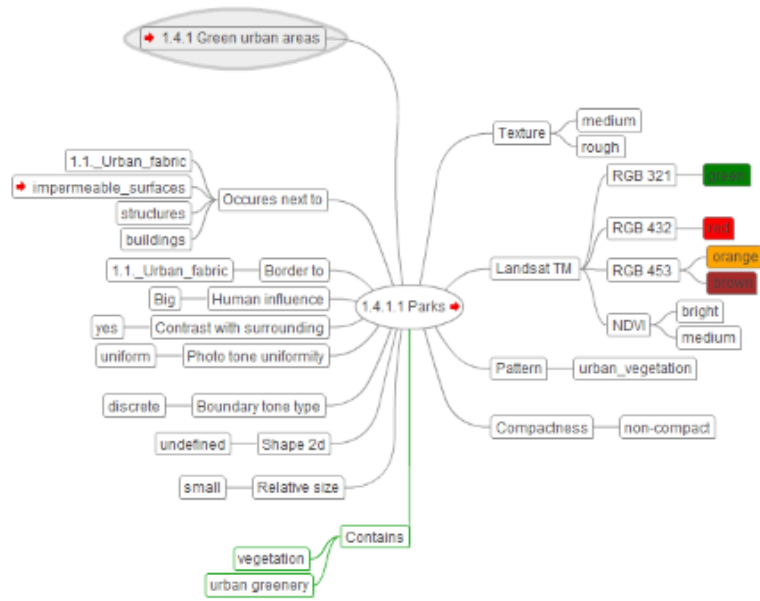 1.4.1 Green urban areas
Texture
medium
rough
1.1._Urban_fabric
impermeable_surfaces
structures
buildings
Occures next to
RGB 321
green
RGB 432
red
Landsat TM
RGB 453
orange
brown
NDVI
bright
medium
1.1._Urban_fabric
Border to
Big
Human influence
1.4.1.1 Parks
yes
Contrast with surrounding
uniform
Photo tone uniformity
Pattern
urban_vegetation
discrete
Boundary tone type
Compactness
non-compact
undefined
Shape 2d
small
Relative size
Contains
vegetation
urban greenery